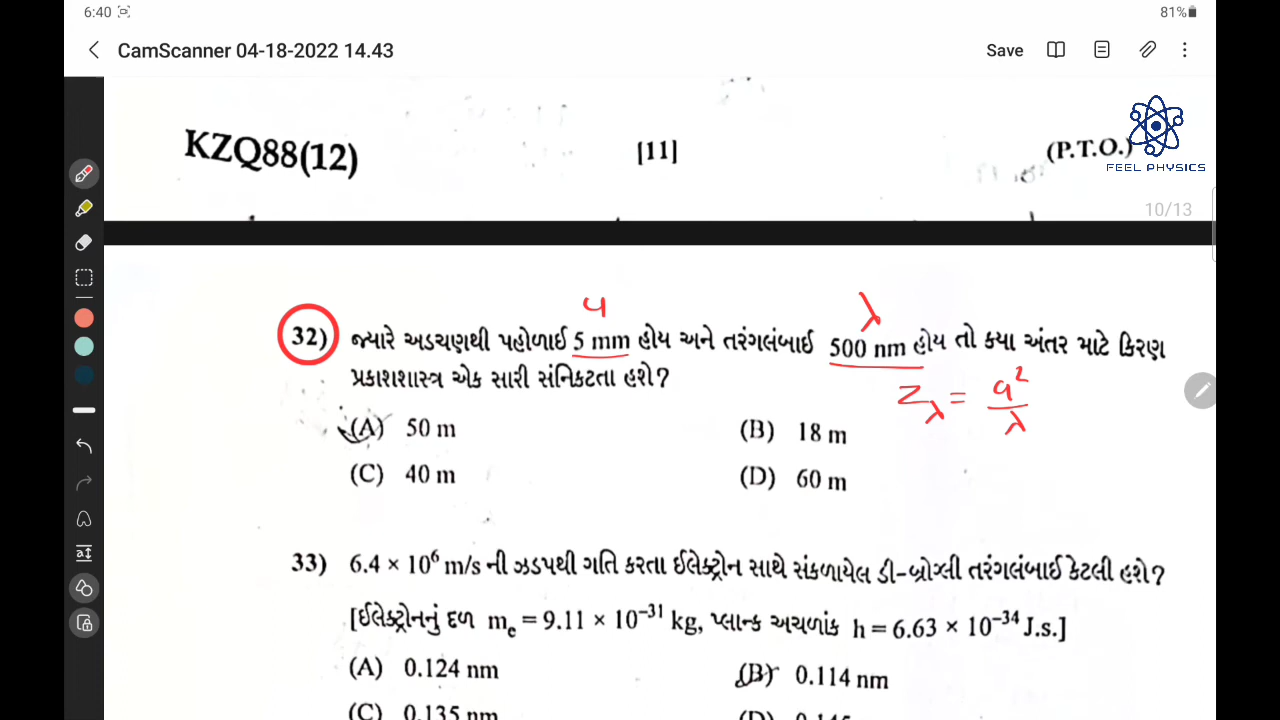 6:40
81%
CamScanner 04-18-2022 14.43
Save
KZQ88(12)
[11]
(P.T.O.)
FEEL PHYSICS
10/13
a
λ
32) જ્યારે અડચણથી પહોળાઈ 5 mm હોય અને તરંગલંબાઈ 500 nm હોય તો ક્યા અંતર માટે કિરણ
પ્રકાશશાસ્ત્ર એક સારી સંનિકટતા હશે?
Zλ = a²/λ
(A) 50 m
(B) 18 m
(C) 40 m
(D) 60 m
33) 6.4 × 10⁶ m/s ની ઝડપથી ગતિ કરતા ઈલેક્ટ્રોન સાથે સંકળાયેલ ડી-બ્રોગ્લી તરંગલંબાઈ કેટલી હશે?
[ઈલેક્ટ્રોનનું દળ mₑ = 9.11 × 10⁻³¹ kg, પ્લાન્ક અચળાંક h = 6.63 × 10⁻³⁴ J.s.]
(A) 0.124 nm
(B) 0.114 nm
(C) 0.135 nm